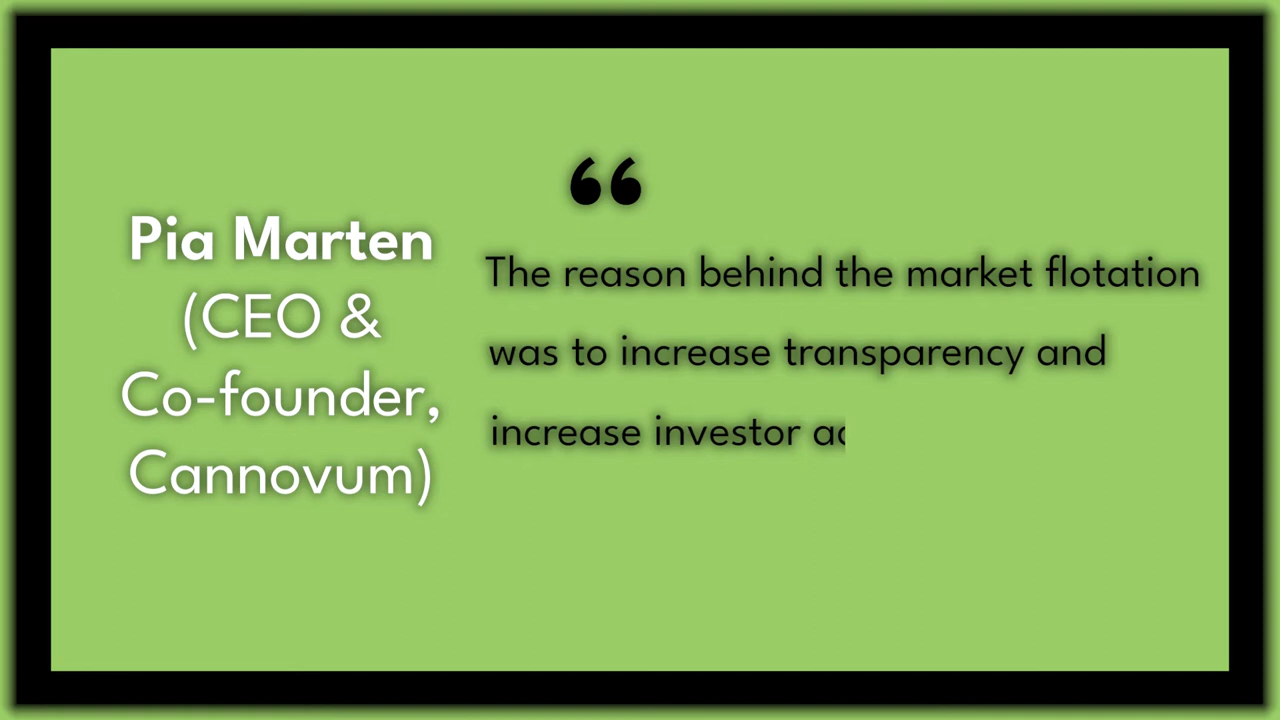 Pia Marten
(CEO &
Co-founder,
Cannovum)
“
The reason behind the market flotation
was to increase transparency and
increase investor